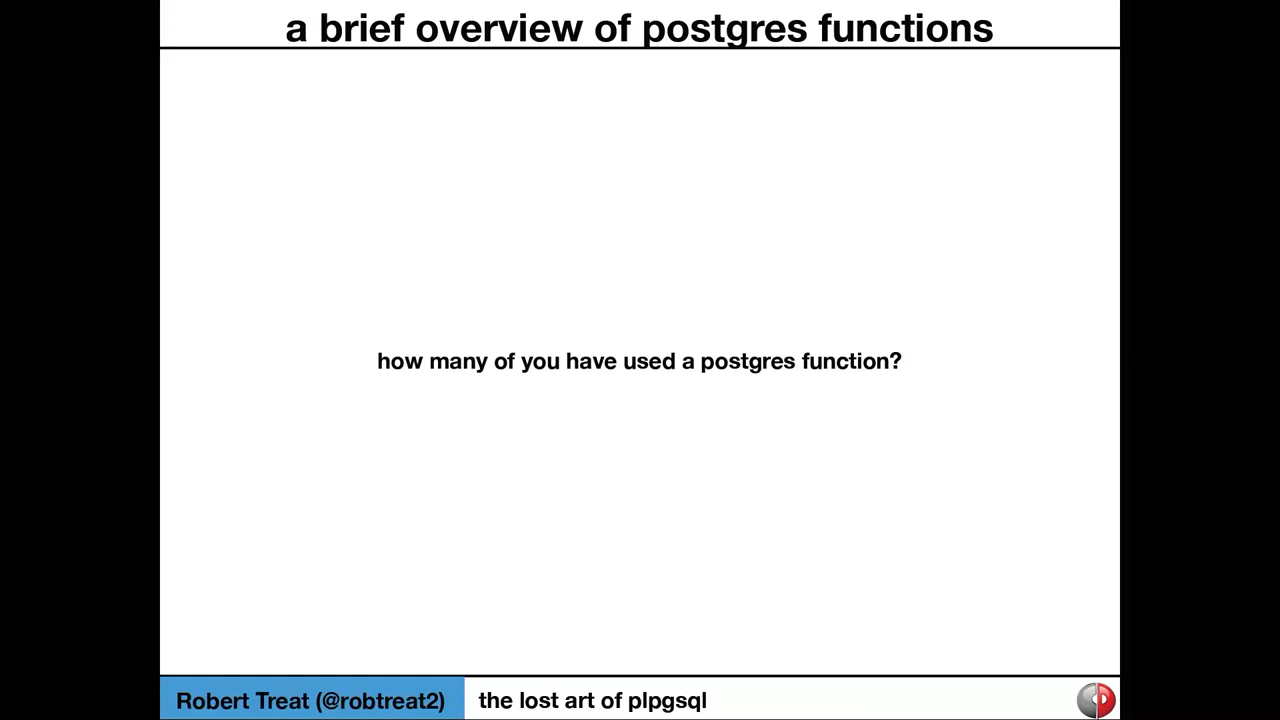 a brief overview of postgres functions
how many of you have used a postgres function?
Robert Treat (@robtreat2)
the lost art of plpgsql